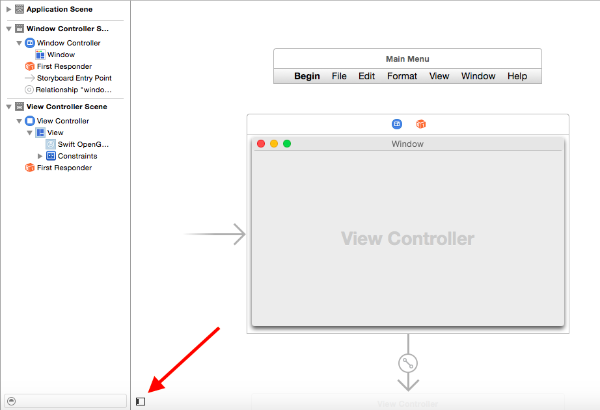 Application Scene
Window Controller S...
Window Controller
Window
First Responder
Storyboard Entry Point
Relationship "windo...
View Controller Scene
View Controller
View
Swift OpenG...
Constraints
First Responder
Main Menu
Begin File Edit Format View Window Help
Window
View Controller
View Controller